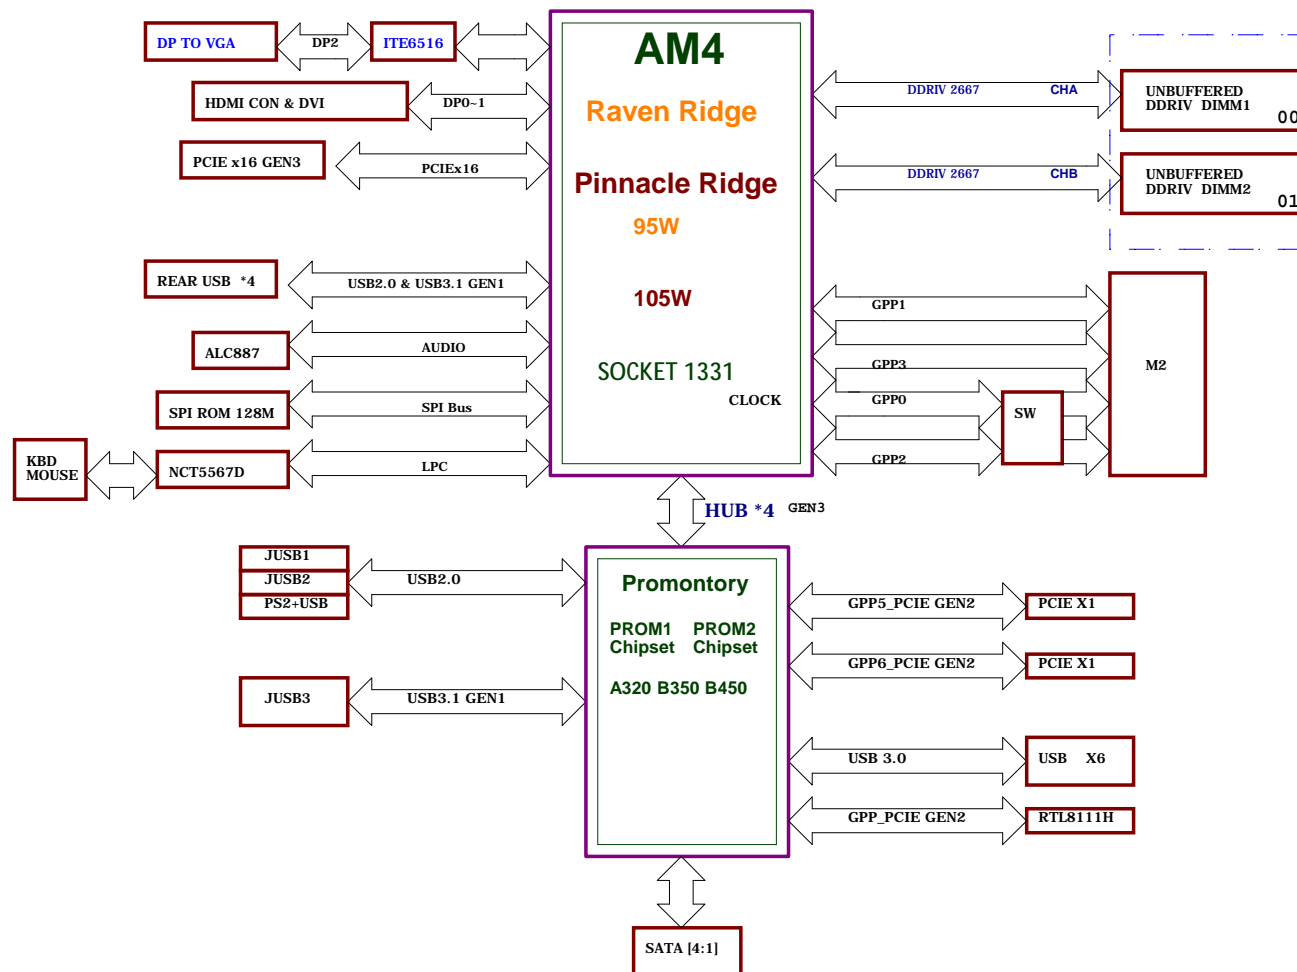 DP TO VGA
DP2
ITE6516
HDMI CON & DVI
DP0~1
PCIE x16 GEN3
PCIEx16
REAR USB *4
USB2.0 & USB3.1 GEN1
ALC887
AUDIO
SPI ROM 128M
SPI Bus
KBD
MOUSE
NCT5567D
LPC
AM4
Raven Ridge
Pinnacle Ridge
95W
105W
SOCKET 1331
CLOCK
DDRIV 2667
CHA
UNBUFFERED
DDRIV DIMM1
00
DDRIV 2667
CHB
UNBUFFERED
DDRIV DIMM2
01
GPP1
GPP3
GPP0
GPP2
SW
M2
HUB *4 GEN3
JUSB1
JUSB2
PS2+USB
USB2.0
JUSB3
USB3.1 GEN1
Promontory
PROM1 PROM2
Chipset Chipset
A320 B350 B450
GPP5_PCIE GEN2
PCIE X1
GPP6_PCIE GEN2
PCIE X1
USB 3.0
USB X6
GPP_PCIE GEN2
RTL8111H
SATA [4:1]